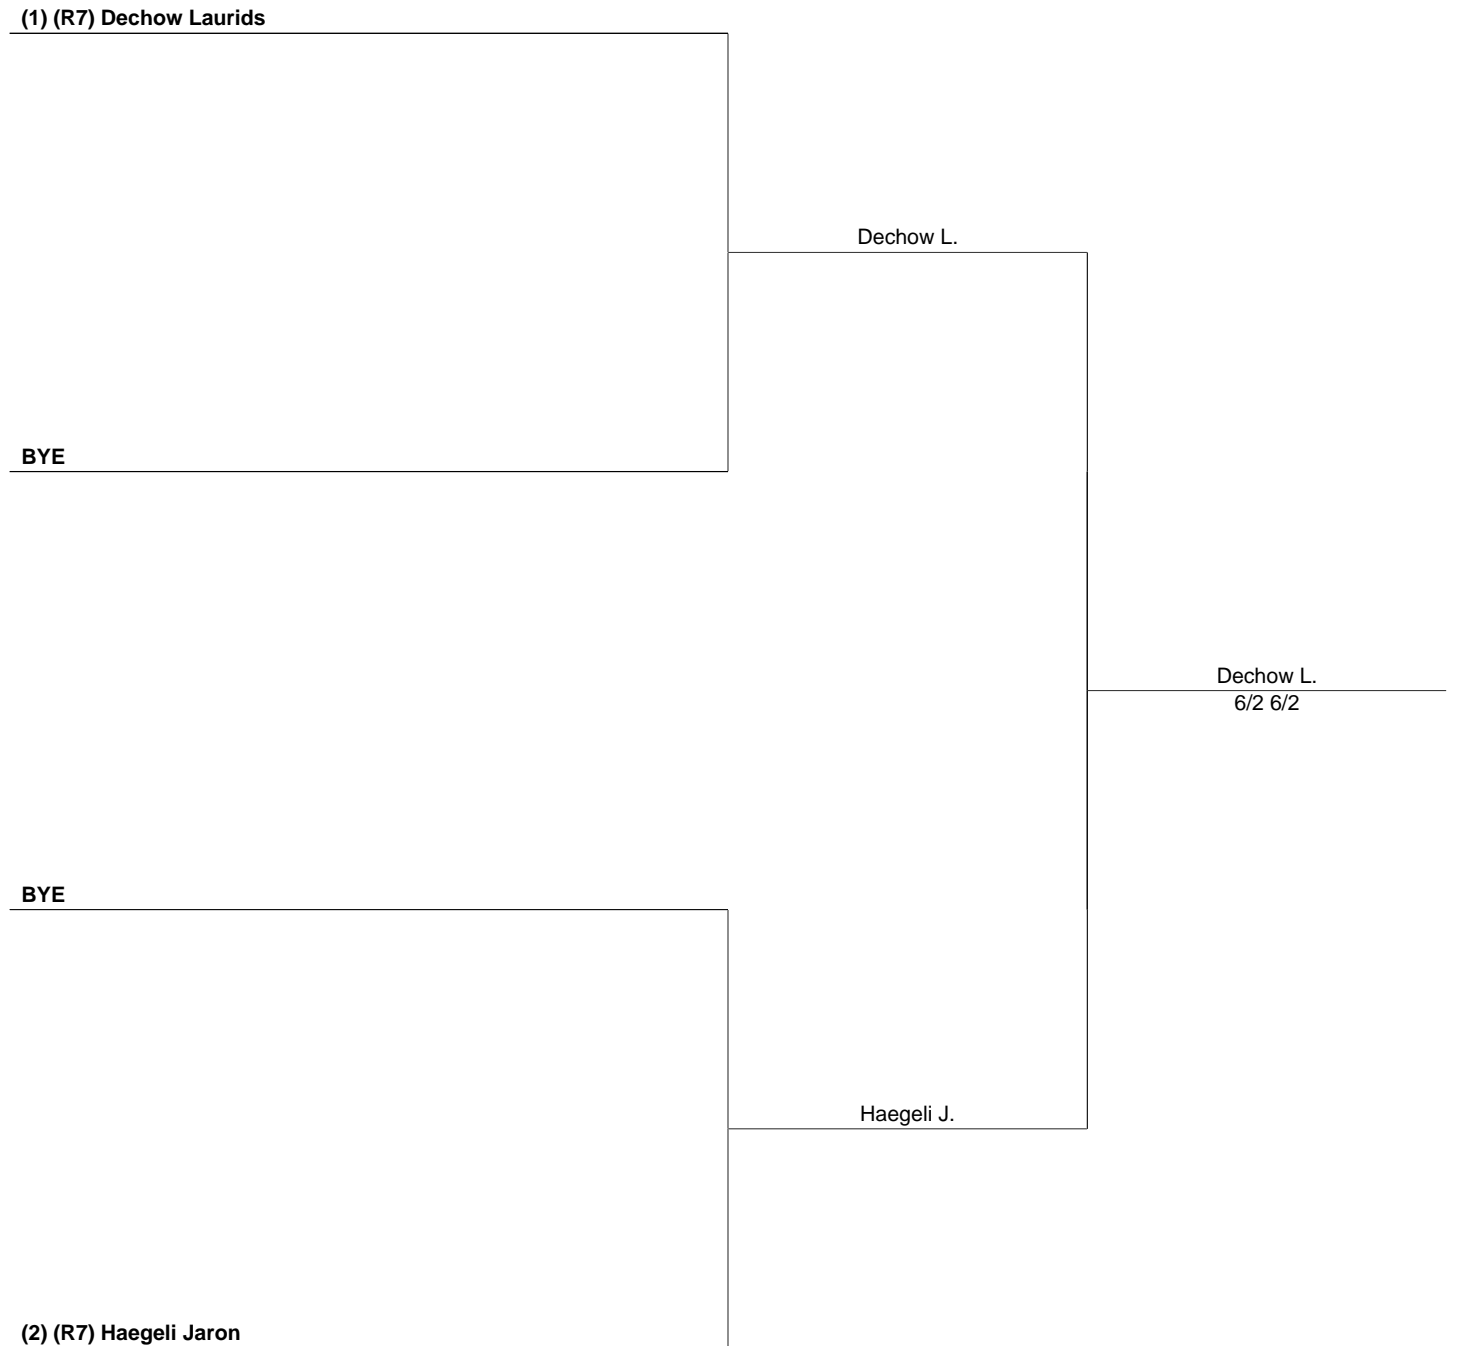 (1) (R7) Dechow Laurids
Dechow L.
BYE
Dechow L.
6/2 6/2
BYE
Haegeli J.
(2) (R7) Haegeli Jaron